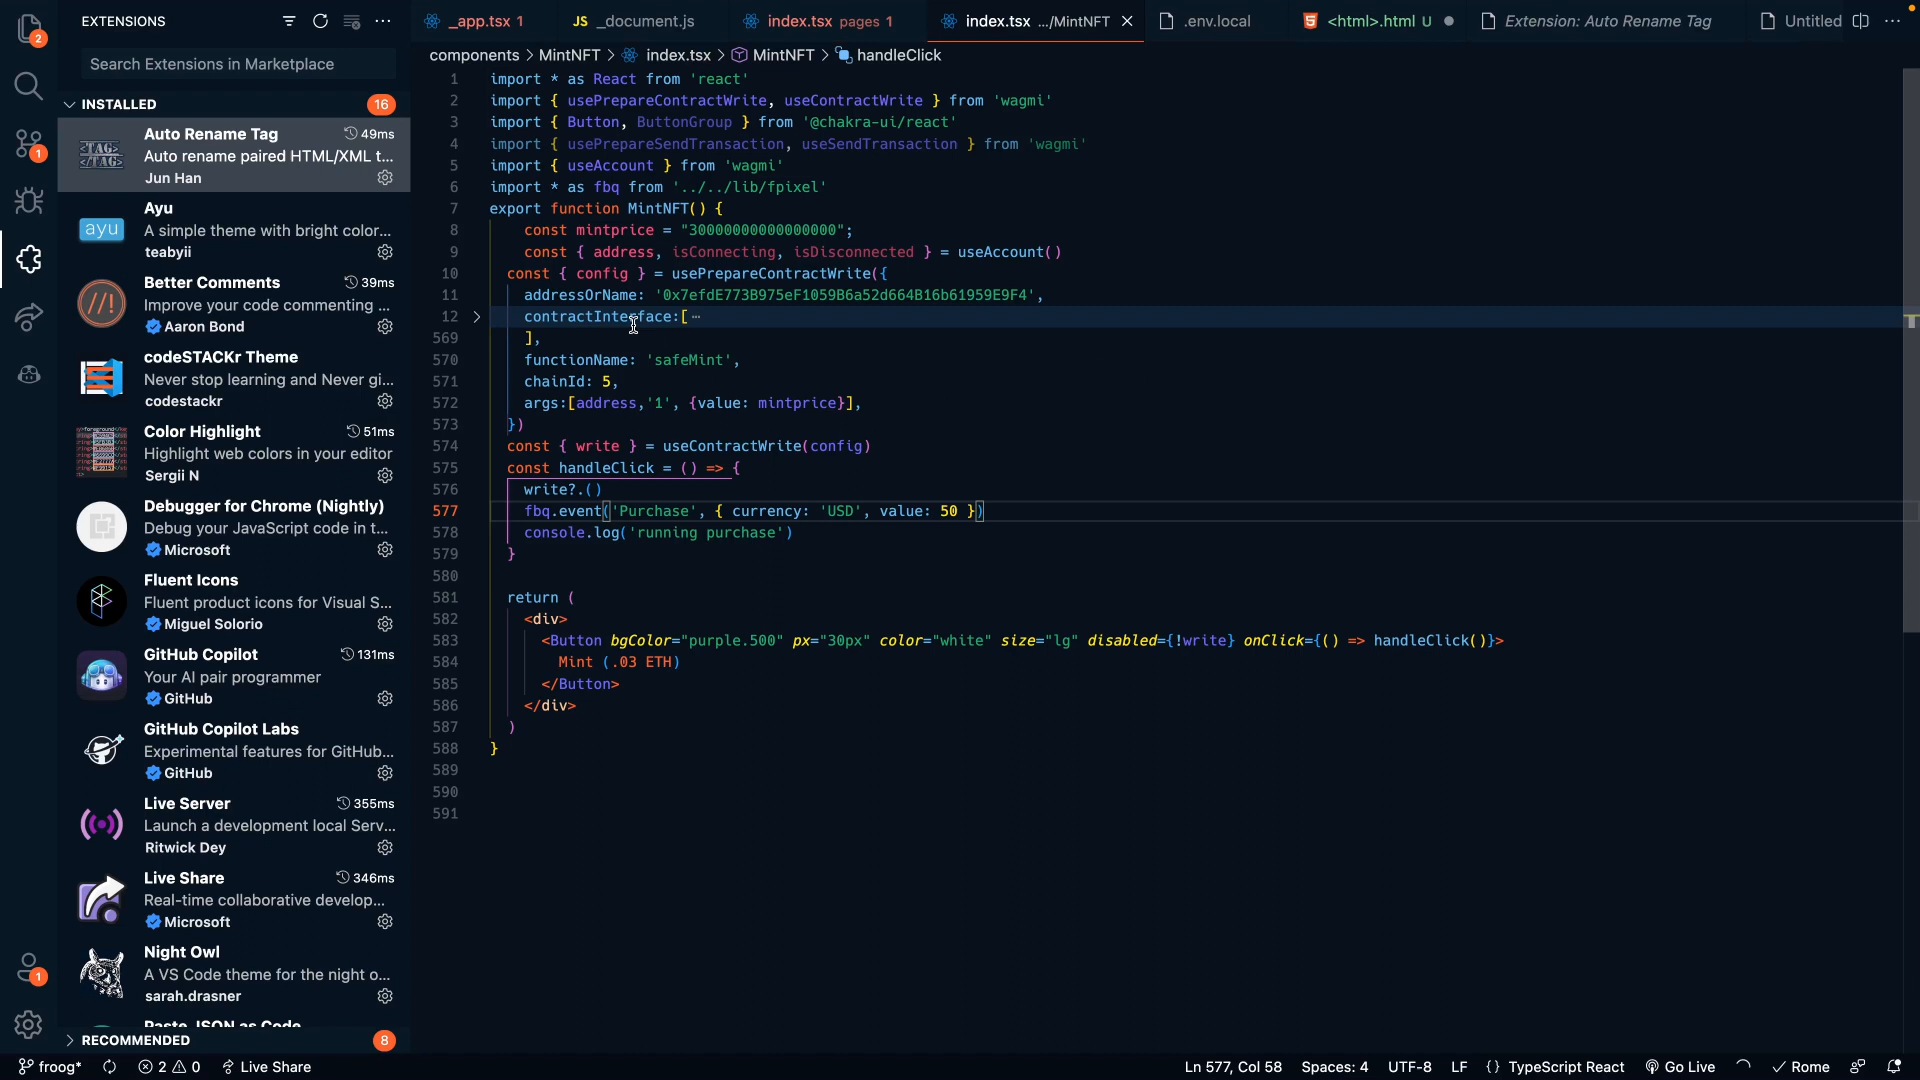 EXTENSIONS
Search Extensions in Marketplace
INSTALLED 16
Auto Rename Tag 49ms
Auto rename paired HTML/XML t...
Jun Han
Ayu
A simple theme with bright color...
teabyii
Better Comments 39ms
Improve your code commenting ...
Aaron Bond
codeSTACKr Theme
Never stop learning and Never gi...
codestackr
Color Highlight 51ms
Highlight web colors in your editor
Sergii N
Debugger for Chrome (Nightly)
Debug your JavaScript code in t...
Microsoft
Fluent Icons
Fluent product icons for Visual S...
Miguel Solorio
GitHub Copilot 131ms
Your AI pair programmer
GitHub
GitHub Copilot Labs
Experimental features for GitHub...
GitHub
Live Server 355ms
Launch a development local Serv...
Ritwick Dey
Live Share 346ms
Real-time collaborative develop...
Microsoft
Night Owl
A VS Code theme for the night o...
sarah.drasner
RECOMMENDED 8
2
1
1
<TAG>
</TAG>
ayu
//!
_app.tsx 1 JS _document.js index.tsx pages 1 index.tsx .../MintNFT .env.local <html>.html U Extension: Auto Rename Tag Untitled
components > MintNFT > index.tsx > MintNFT > handleClick
1 import * as React from 'react'
2 import { usePrepareContractWrite, useContractWrite } from 'wagmi'
3 import { Button, ButtonGroup } from '@chakra-ui/react'
4 import { usePrepareSendTransaction, useSendTransaction } from 'wagmi'
5 import { useAccount } from 'wagmi'
6 import * as fbq from '../../lib/fpixel'
7 export function MintNFT() {
8 const mintprice = "30000000000000000";
9 const { address, isConnecting, isDisconnected } = useAccount()
10 const { config } = usePrepareContractWrite({
11 addressOrName: '0x7efdE773B975eF1059B6a52d664B16b61959E9F4',
12 contractInterface:[ ...
569 ],
570 functionName: 'safeMint',
571 chainId: 5,
572 args:[address,'1', {value: mintprice}],
573 })
574 const { write } = useContractWrite(config)
575 const handleClick = () => {
576 write?.()
577 fbq.event('Purchase', { currency: 'USD', value: 50 })
578 console.log('running purchase')
579 }
580
581 return (
582 <div>
583 <Button bgColor="purple.500" px="30px" color="white" size="lg" disabled={!write} onClick={() => handleClick()}>
584 Mint (.03 ETH)
585 </Button>
586 </div>
587 )
588 }
589
590
591
froog* 2 0 Live Share Ln 577, Col 58 Spaces: 4 UTF-8 LF {} TypeScript React Go Live Rome